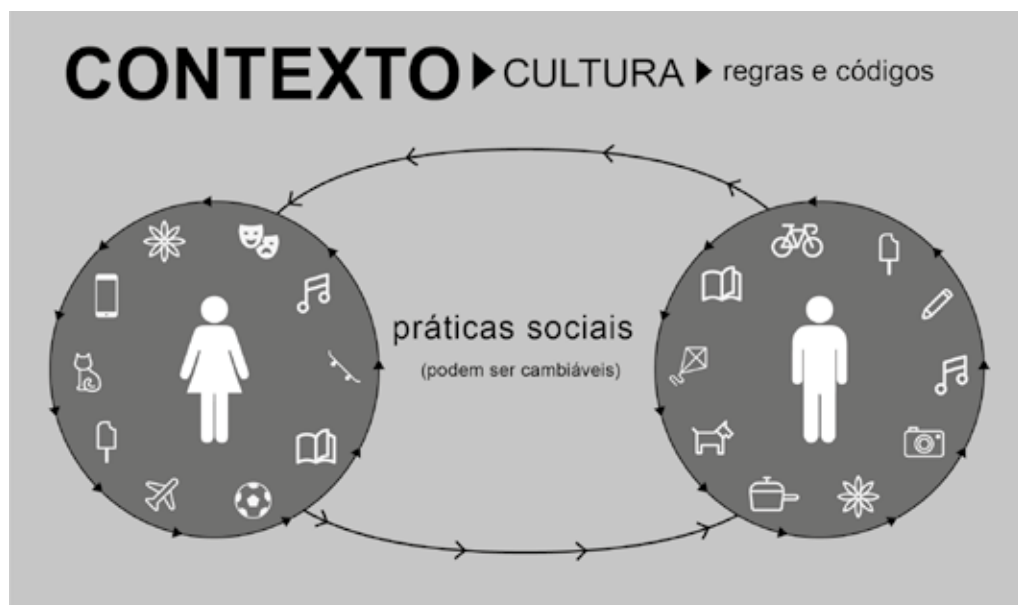 CONTEXTO ▶ CULTURA ▶ regras e códigos
práticas sociais
(podem ser cambiáveis)